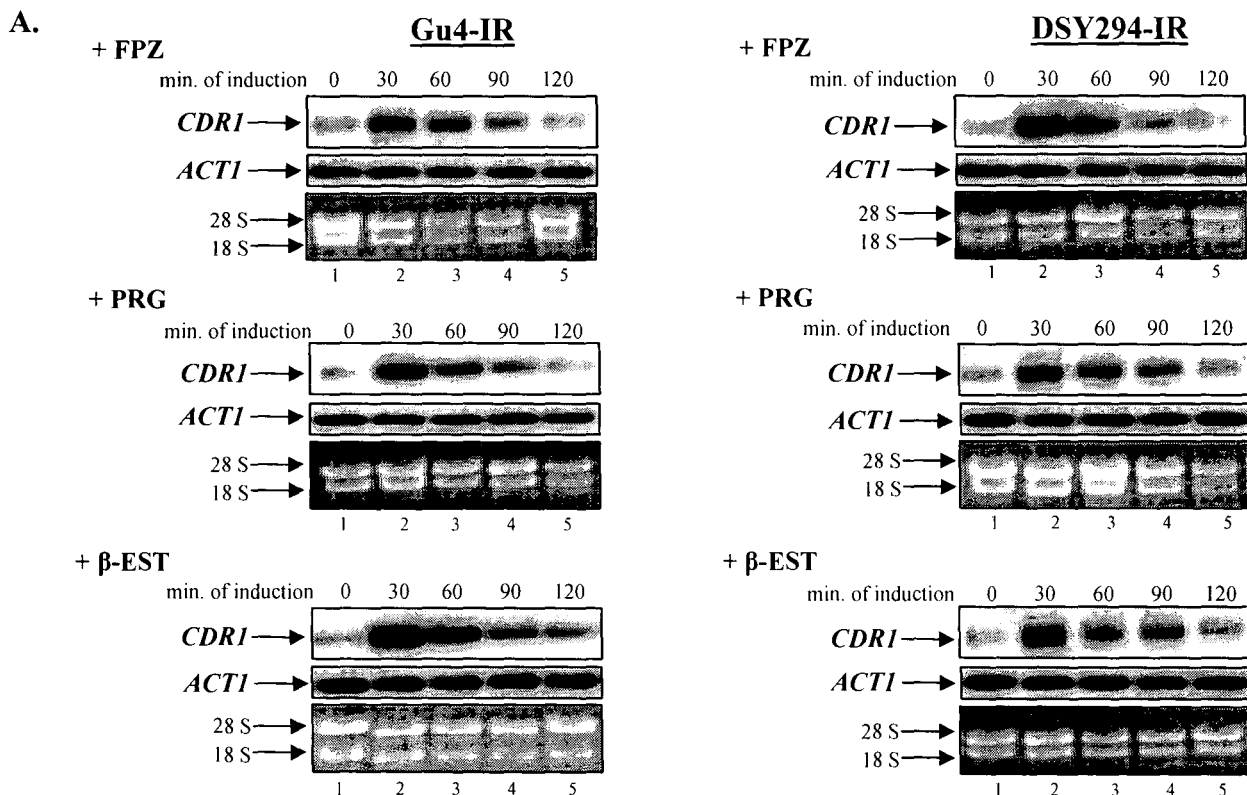 A.
Gu4-IR
+ FPZ
min. of induction 0 30 60 90 120
CDR1
ACT1
28 S
18 S
1 2 3 4 5
+ PRG
min. of induction 0 30 60 90 120
CDR1
ACT1
28 S
18 S
1 2 3 4 5
+ β-EST
min. of induction 0 30 60 90 120
CDR1
ACT1
28 S
18 S
1 2 3 4 5
DSY294-IR
+ FPZ
min. of induction 0 30 60 90 120
CDR1
ACT1
28 S
18 S
1 2 3 4 5
+ PRG
min. of induction 0 30 60 90 120
CDR1
ACT1
28 S
18 S
1 2 3 4 5
+ β-EST
min. of induction 0 30 60 90 120
CDR1
ACT1
28 S
18 S
1 2 3 4 5